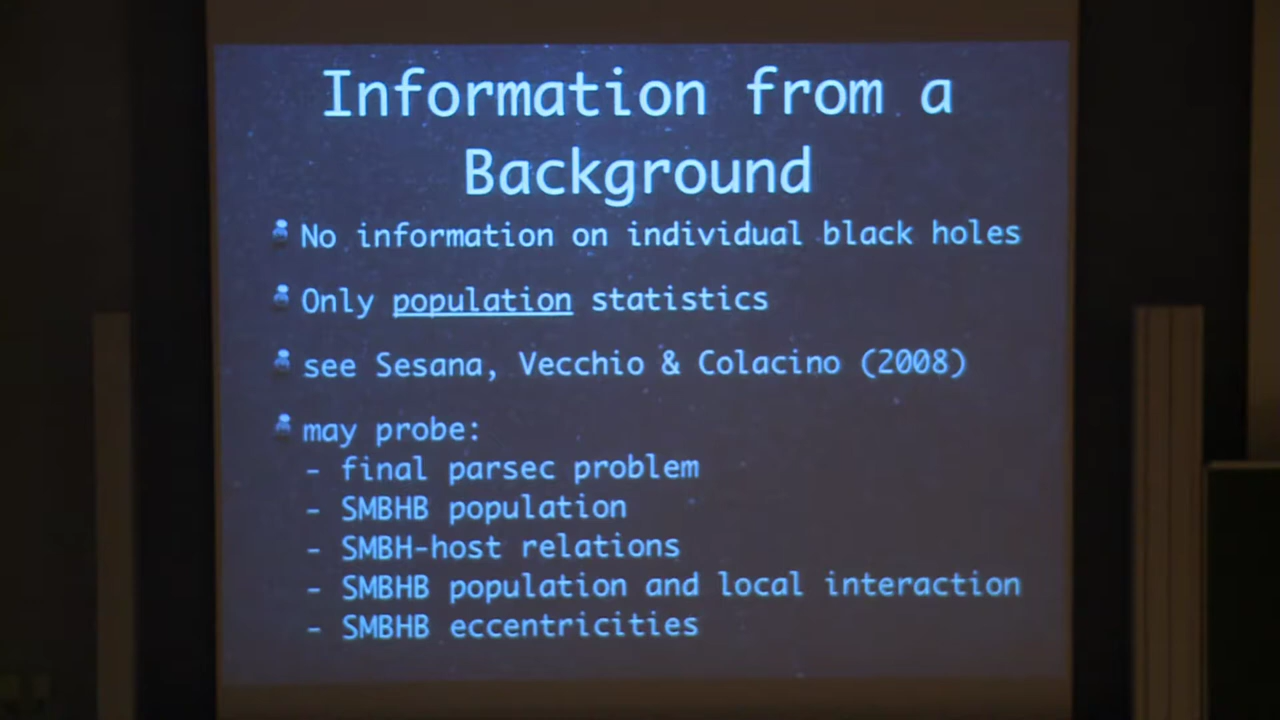 Information from a
Background
No information on individual black holes
Only population statistics
see Sesana, Vecchio & Colacino (2008)
may probe:
- final parsec problem
- SMBHB population
- SMBH-host relations
- SMBHB population and local interaction
- SMBHB eccentricities